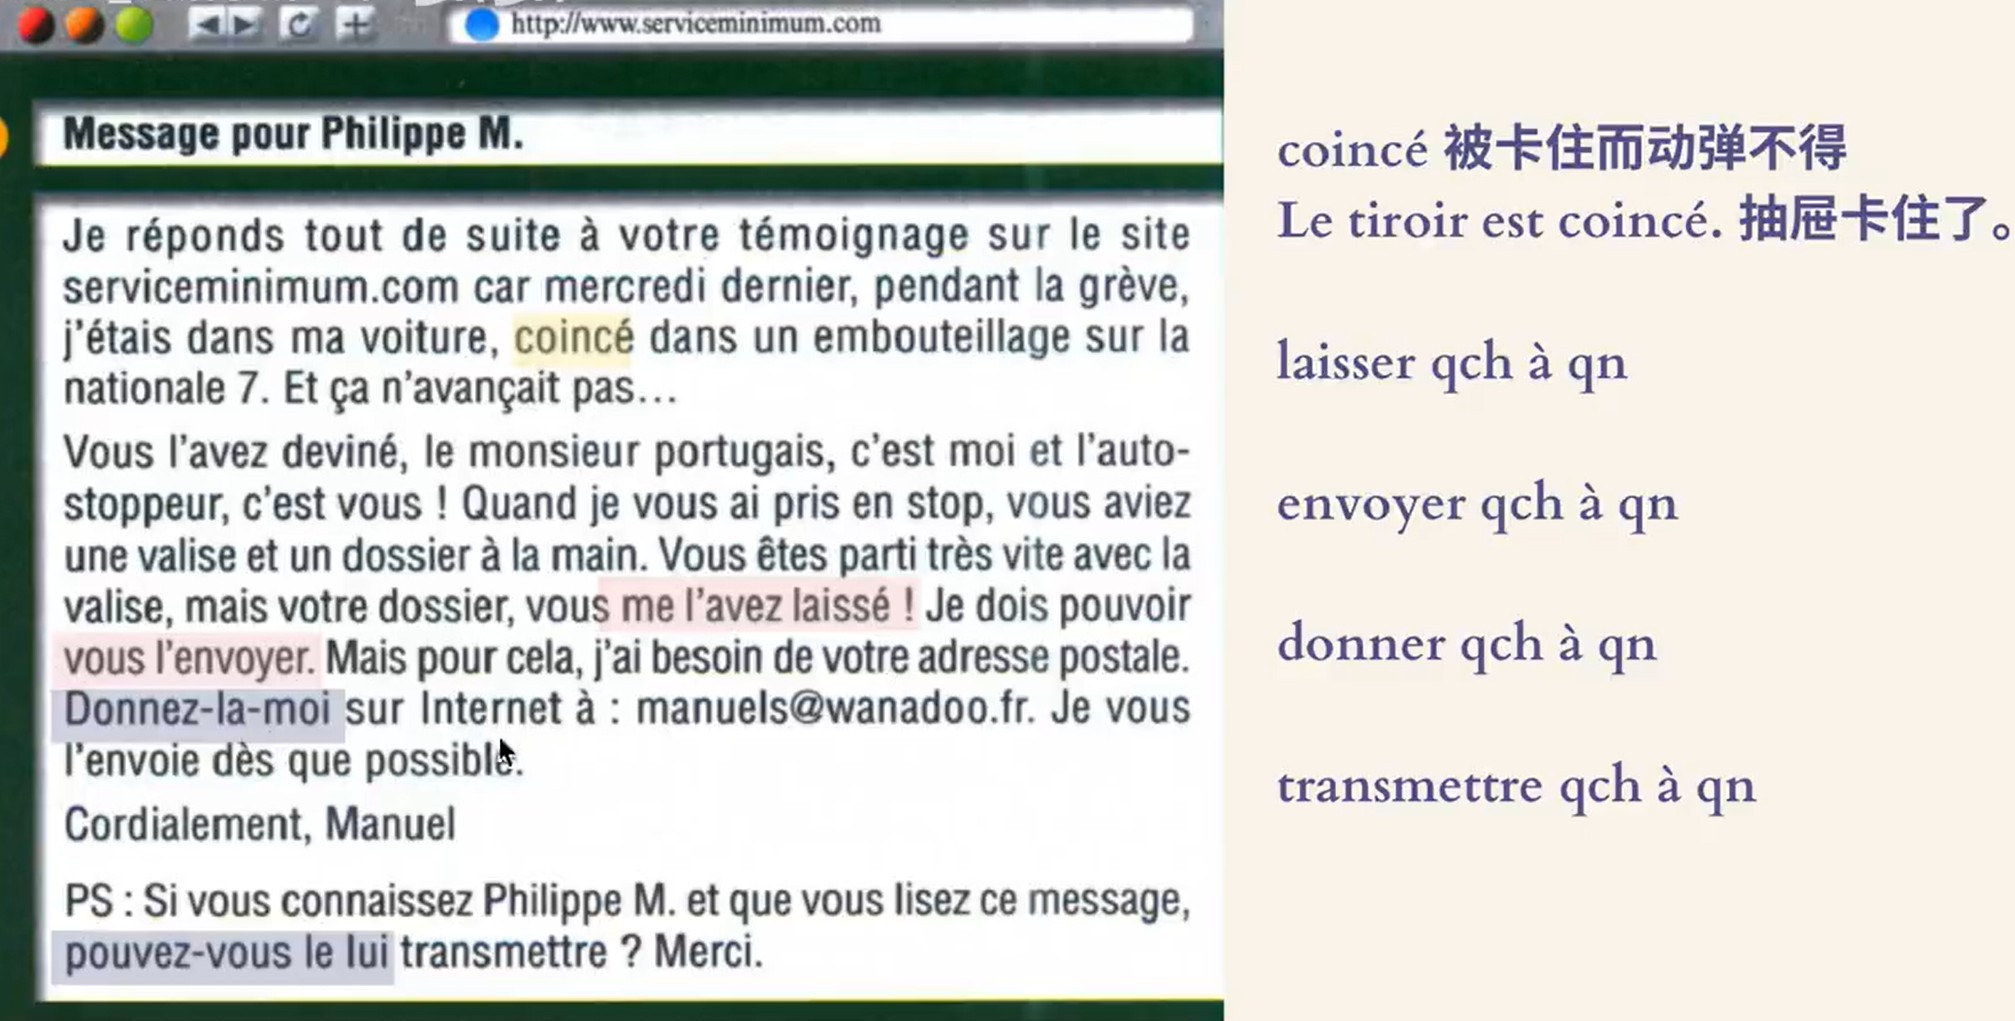 http://www.serviceminimum.com
Message pour Philippe M.
Je réponds tout de suite à votre témoignage sur le site
serviceminimum.com car mercredi dernier, pendant la grève,
j'étais dans ma voiture, coincé dans un embouteillage sur la
nationale 7. Et ça n'avançait pas...
Vous l'avez deviné, le monsieur portugais, c'est moi et l'auto-
stoppeur, c'est vous ! Quand je vous ai pris en stop, vous aviez
une valise et un dossier à la main. Vous êtes parti très vite avec la
valise, mais votre dossier, vous me l'avez laissé ! Je dois pouvoir
vous l'envoyer. Mais pour cela, j'ai besoin de votre adresse postale.
Donnez-la-moi sur Internet à : manuels@wanadoo.fr. Je vous
l'envoie dès que possible.
Cordialement, Manuel
PS : Si vous connaissez Philippe M. et que vous lisez ce message,
pouvez-vous le lui transmettre ? Merci.
coincé 被卡住而动弹不得
Le tiroir est coincé. 抽屉卡住了。
laisser qch à qn
envoyer qch à qn
donner qch à qn
transmettre qch à qn